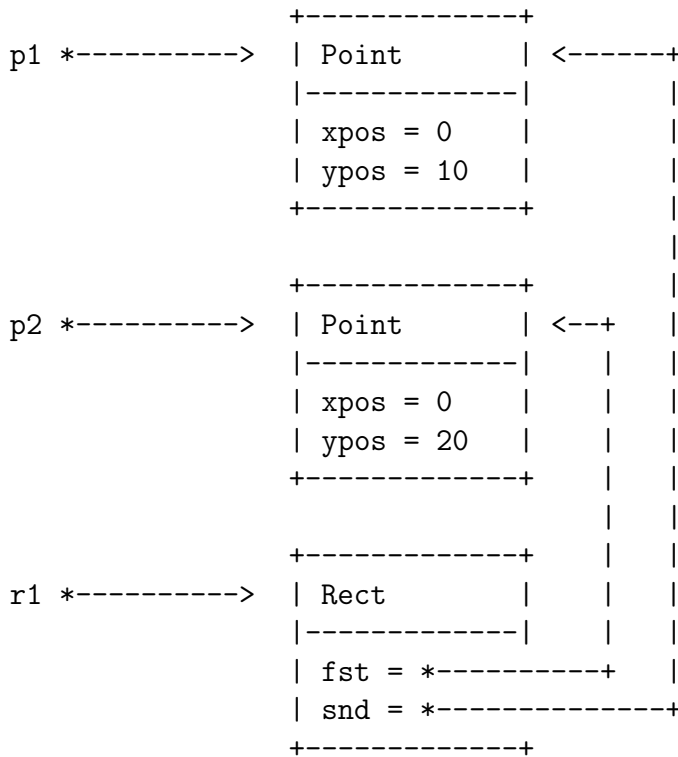 +--------------+
p1 *---------->  | Point        | <------+
             |-------------|        |
             | xpos = 0    |        |
             | ypos = 10   |        |
             +--------------+        |
                                     |
             +--------------+        |
p2 *---------->  | Point        | <--+   |
             |-------------|    |   |
             | xpos = 0    |    |   |
             | ypos = 20   |    |   |
             +--------------+    |   |
                                 |   |
             +--------------+    |   |
r1 *---------->  | Rect         |    |   |
             |-------------|    |   |
             | fst = *----------+   |
             | snd = *--------------+
             +--------------+